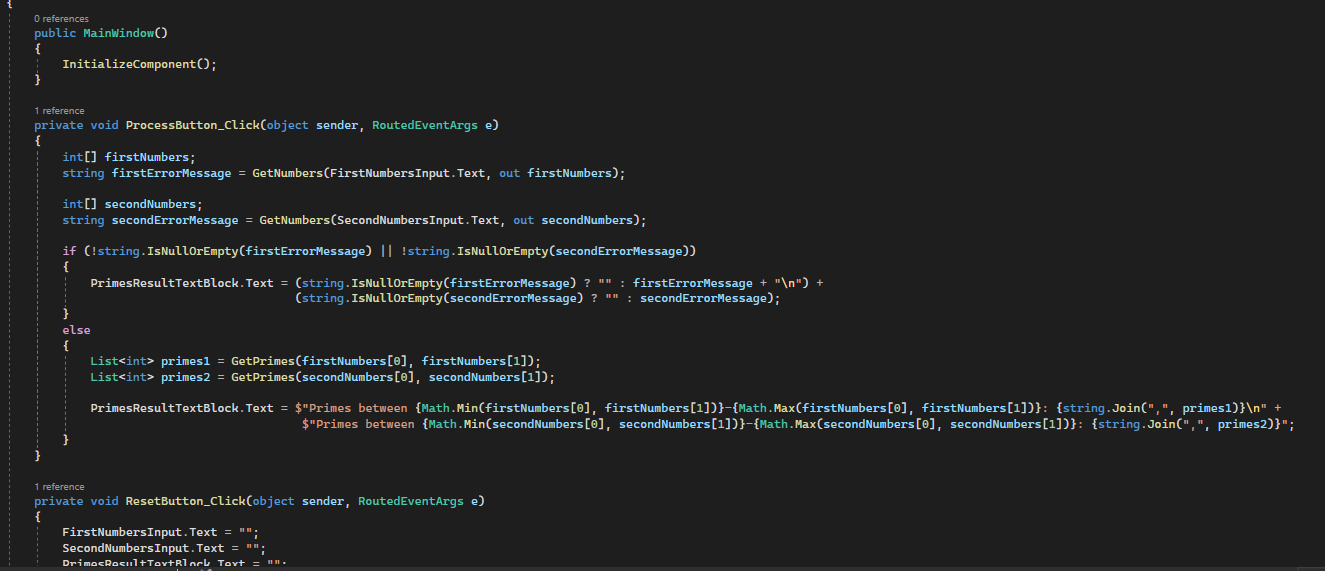 {
0 references
public MainWindow()
{
InitializeComponent();
}
1 reference
private void ProcessButton_Click(object sender, RoutedEventArgs e)
{
int[] firstNumbers;
string firstErrorMessage = GetNumbers(FirstNumbersInput.Text, out firstNumbers);
int[] secondNumbers;
string secondErrorMessage = GetNumbers(SecondNumbersInput.Text, out secondNumbers);
if (!string.IsNullOrEmpty(firstErrorMessage) || !string.IsNullOrEmpty(secondErrorMessage))
{
PrimesResultTextBlock.Text = (string.IsNullOrEmpty(firstErrorMessage) ? "" : firstErrorMessage + "\n") +
(string.IsNullOrEmpty(secondErrorMessage) ? "" : secondErrorMessage);
}
else
{
List<int> primes1 = GetPrimes(firstNumbers[0], firstNumbers[1]);
List<int> primes2 = GetPrimes(secondNumbers[0], secondNumbers[1]);
PrimesResultTextBlock.Text = $"Primes between {Math.Min(firstNumbers[0], firstNumbers[1])}-{Math.Max(firstNumbers[0], firstNumbers[1])}: {string.Join(",", primes1)}\n" +
$"Primes between {Math.Min(secondNumbers[0], secondNumbers[1])}-{Math.Max(secondNumbers[0], secondNumbers[1])}: {string.Join(",", primes2)}";
}
}
1 reference
private void ResetButton_Click(object sender, RoutedEventArgs e)
{
FirstNumbersInput.Text = "";
SecondNumbersInput.Text = "";
PrimesResultTextBlock.Text = "";